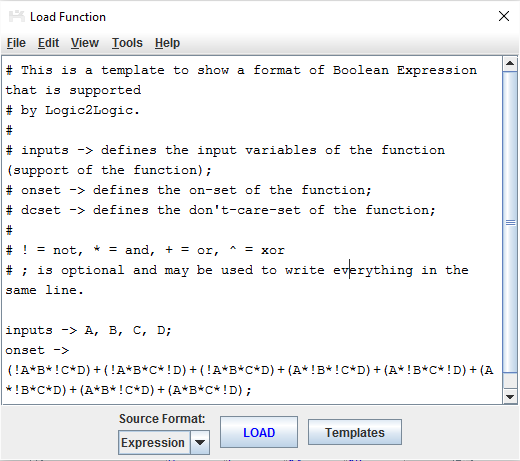 Load Function
File Edit View Tools Help
# This is a template to show a format of Boolean Expression
that is supported
# by Logic2Logic.
#
# inputs -> defines the input variables of the function
(support of the function);
# onset -> defines the on-set of the function;
# dcset -> defines the don't-care-set of the function;
#
# ! = not, * = and, + = or, ^ = xor
# ; is optional and may be used to write everything in the
same line.
inputs -> A, B, C, D;
onset ->
(!A*B*!C*D)+(!A*B*C*!D)+(!A*B*C*D)+(A*!B*!C*D)+(A*!B*C*!D)+(A
*!B*C*D)+(A*B*!C*D)+(A*B*C*!D);
Source Format:
Expression
LOAD
Templates